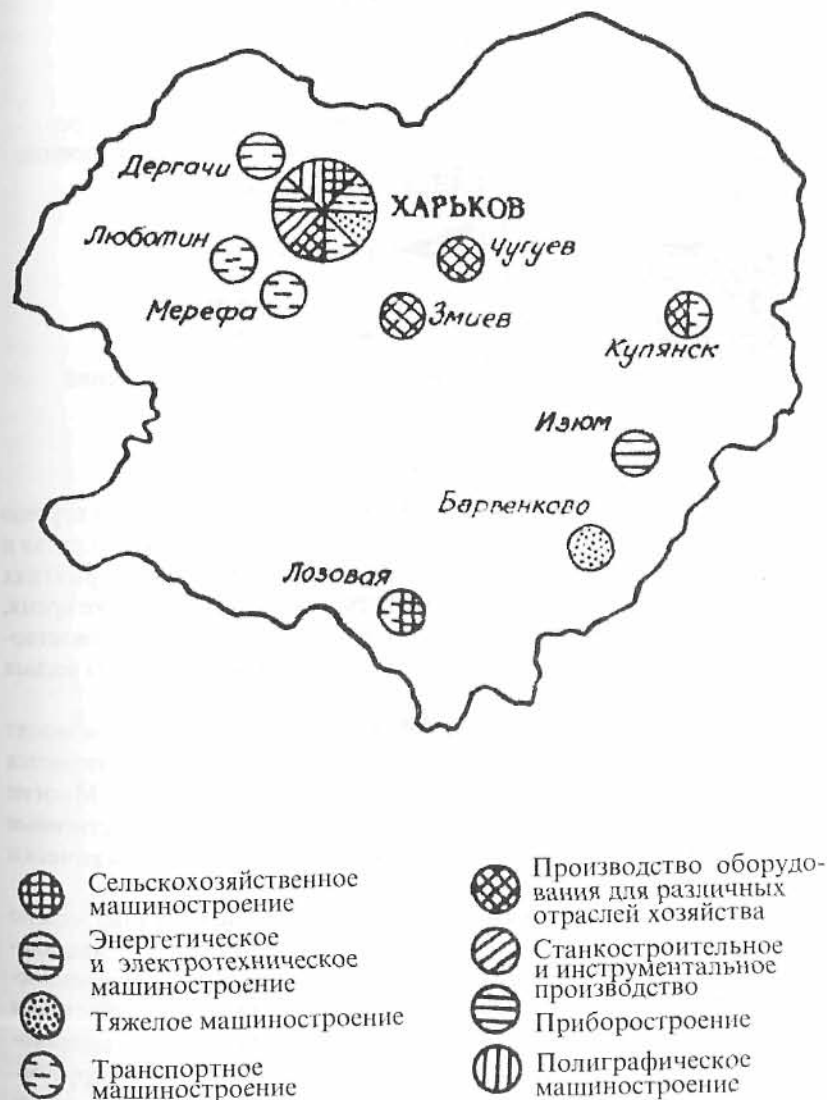 Дергачи
ХАРЬКОВ
Люботин
Чугуев
Мерефа
Змиев
Купянск
Изюм
Барвенково
Лозовая
Сельскохозяйственное
машиностроение
Энергетическое
и электротехническое
машиностроение
Тяжелое машиностроение
Транспортное
машиностроение
Производство оборудо-
вания для различных
отраслей хозяйства
Станкостроительное
и инструментальное
производство
Приборостроение
Полиграфическое
машиностроение